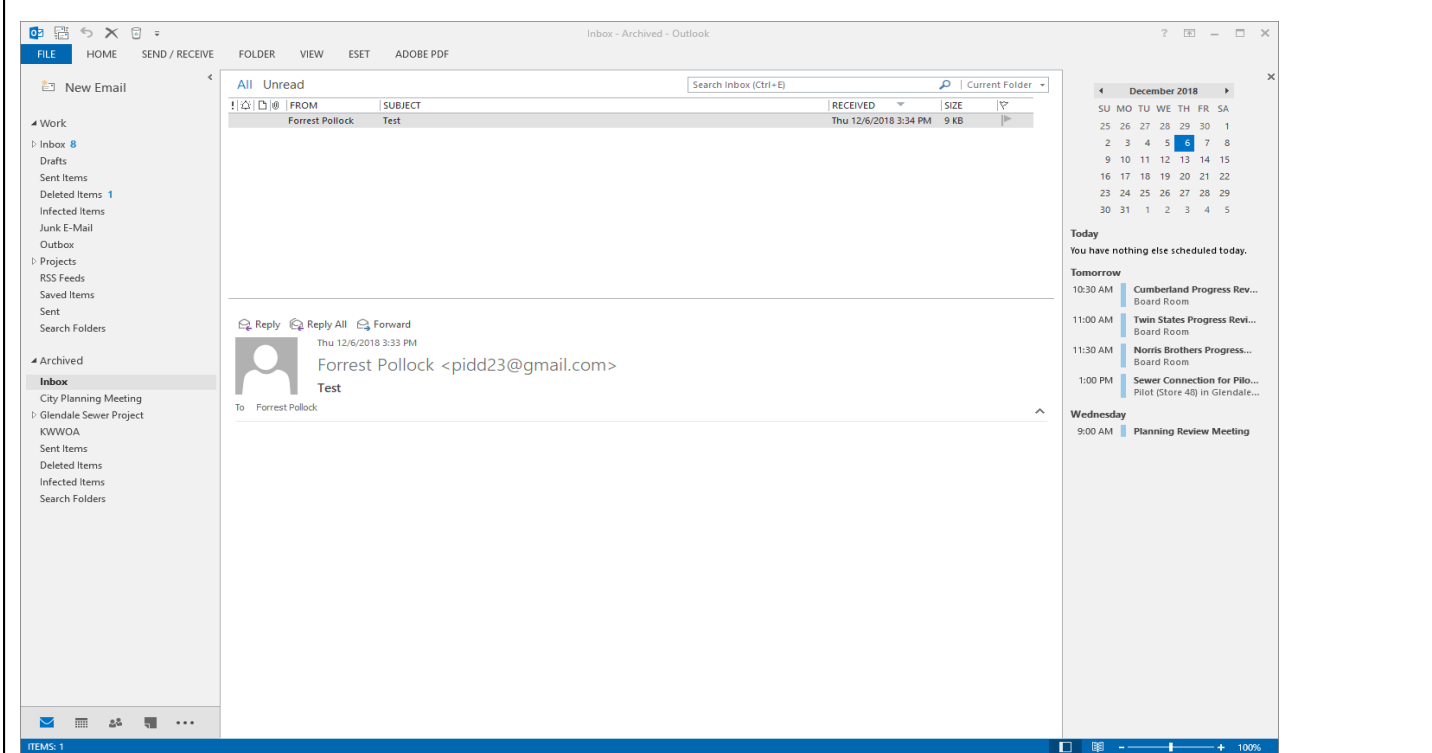 Inbox - Archived - Outlook
FILE HOME SEND / RECEIVE FOLDER VIEW ESET ADOBE PDF
New Email
Work
Inbox 8
Drafts
Sent Items
Deleted Items 1
Infected Items
Junk E-Mail
Outbox
Projects
RSS Feeds
Saved Items
Sent
Search Folders
Archived
Inbox
City Planning Meeting
Glendale Sewer Project
KWWOA
Sent Items
Deleted Items
Infected Items
Search Folders
ITEMS: 1
All Unread
Search Inbox (Ctrl+E) Current Folder
! FROM SUBJECT RECEIVED SIZE
Forrest Pollock Test Thu 12/6/2018 3:34 PM 9 KB
Reply Reply All Forward
Thu 12/6/2018 3:33 PM
Forrest Pollock <pidd23@gmail.com>
Test
To Forrest Pollock
December 2018
SU MO TU WE TH FR SA
25 26 27 28 29 30 1
2 3 4 5 6 7 8
9 10 11 12 13 14 15
16 17 18 19 20 21 22
23 24 25 26 27 28 29
30 31 1 2 3 4 5
Today
You have nothing else scheduled today.
Tomorrow
10:30 AM Cumberland Progress Rev...
Board Room
11:00 AM Twin States Progress Revi...
Board Room
11:30 AM Norris Brothers Progress...
Board Room
1:00 PM Sewer Connection for Pilo...
Pilot (Store 48) in Glendale...
Wednesday
9:00 AM Planning Review Meeting
100%